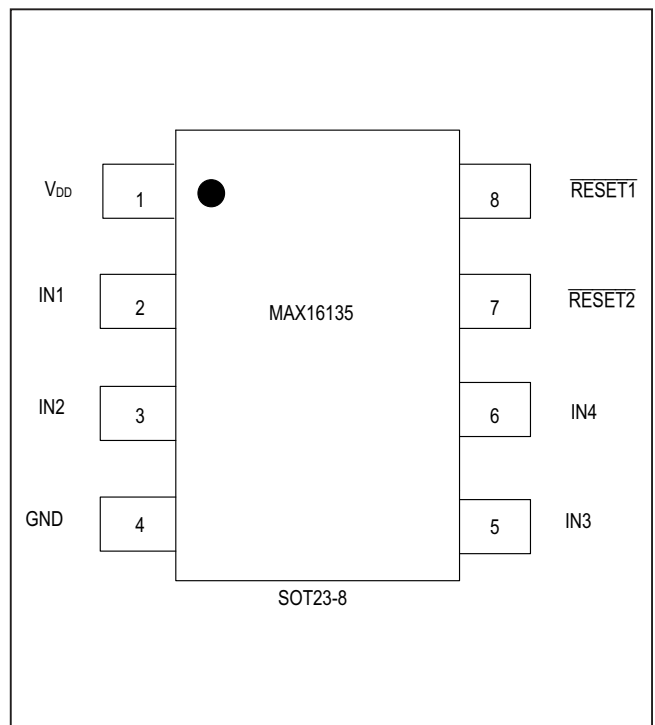 VDD 1 8 RESET1
IN1 2 MAX16135 7 RESET2
IN2 3 6 IN4
GND 4 5 IN3
SOT23-8